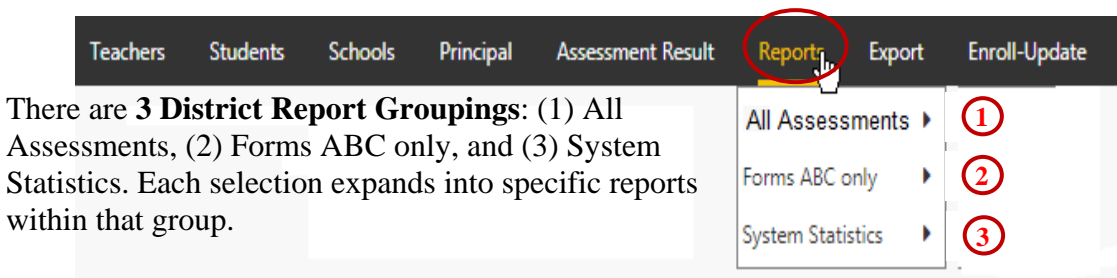 Teachers Students Schools Principal Assessment Result Reports Export Enroll-Update
There are 3 District Report Groupings: (1) All
Assessments, (2) Forms ABC only, and (3) System
Statistics. Each selection expands into specific reports
within that group.
All Assessments 1
Forms ABC only 2
System Statistics 3